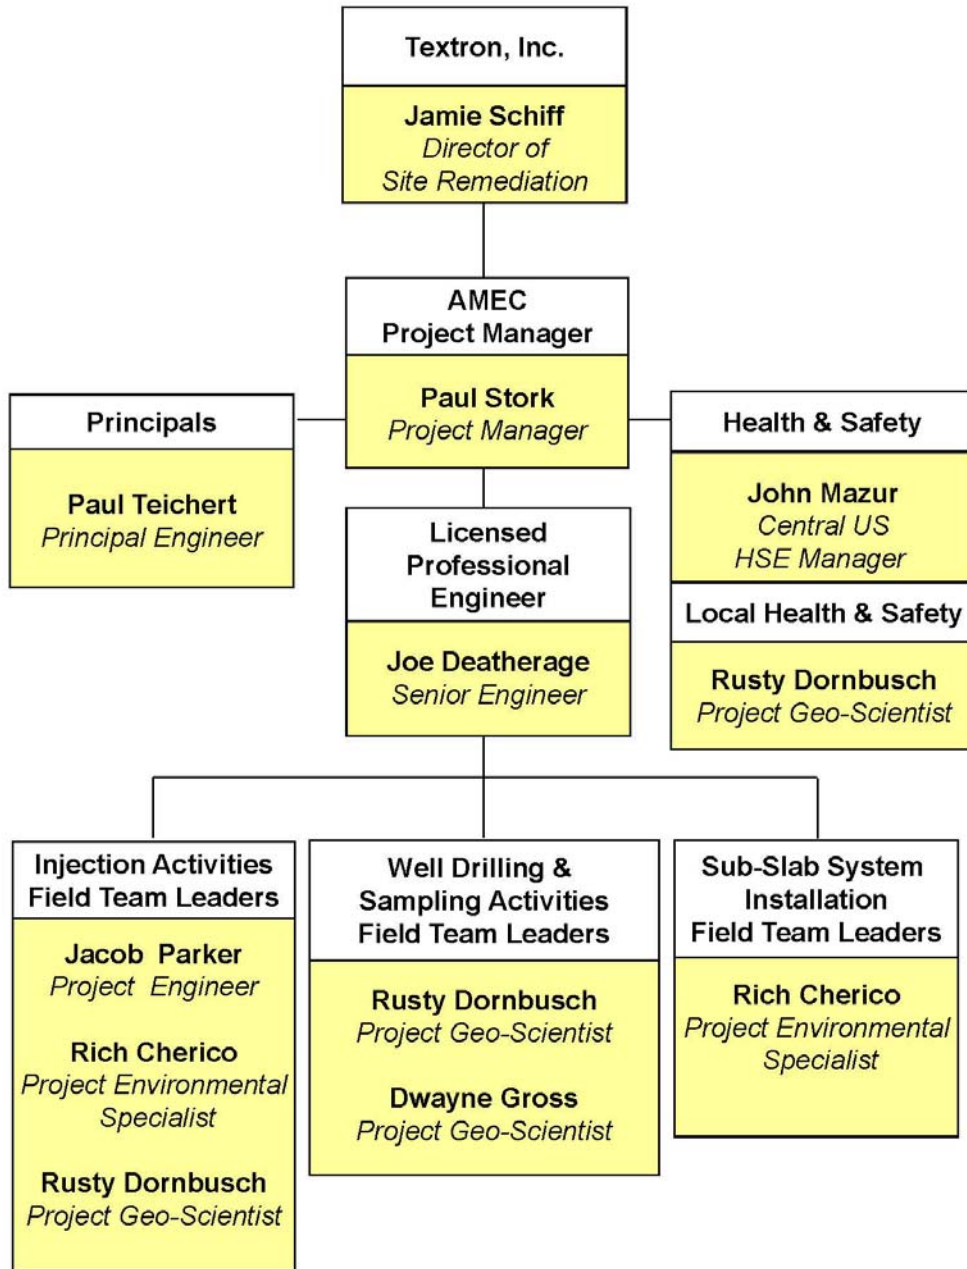 Textron, Inc.
Jamie Schiff
Director of
Site Remediation
AMEC
Project Manager
Paul Stork
Project Manager
Principals
Paul Teichert
Principal Engineer
Health & Safety
John Mazur
Central US
HSE Manager
Local Health & Safety
Rusty Dornbusch
Project Geo-Scientist
Licensed
Professional
Engineer
Joe Deatherage
Senior Engineer
Injection Activities
Field Team Leaders
Jacob Parker
Project Engineer
Rich Cherico
Project Environmental
Specialist
Rusty Dornbusch
Project Geo-Scientist
Well Drilling &
Sampling Activities
Field Team Leaders
Rusty Dornbusch
Project Geo-Scientist
Dwayne Gross
Project Geo-Scientist
Sub-Slab System
Installation
Field Team Leaders
Rich Cherico
Project Environmental
Specialist